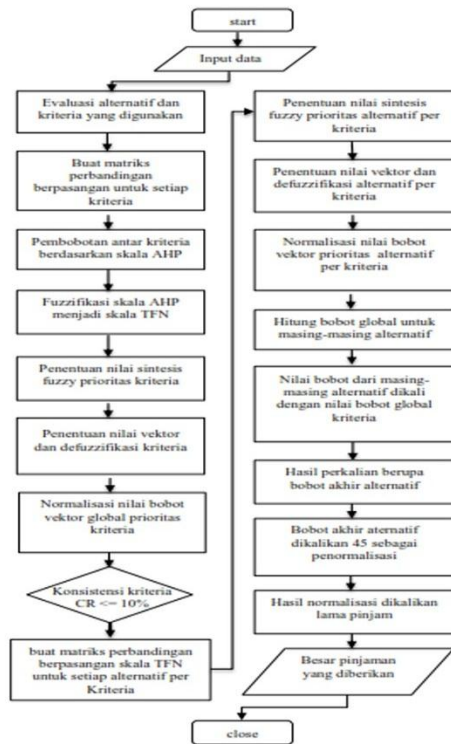 start
Input data
Evaluasi alternatif dan
kriteria yang digunakan
Buat matriks
perbandingan
berpasangan untuk setiap
kriteria
Pembobotan antar kriteria
berdasarkan skala AHP
Fuzzifikasi skala AHP
menjadi skala TFN
Penentuan nilai sintesis
fuzzy prioritas kriteria
Penentuan nilai vektor
dan defuzzifikasi kriteria
Normalisasi nilai bobot
vektor global prioritas
kriteria
Konsistensi kriteria
CR <= 10%
buat matriks perbandingan
berpasangan skala TFN
untuk setiap alternatif per
Kriteria
Penentuan nilai sintesis
fuzzy prioritas alternatif per
kriteria
Penentuan nilai vektor dan
defuzzifikasi alternatif per
kriteria
Normalisasi nilai bobot
vektor prioritas alternatif
per kriteria
Hitung bobot global untuk
masing-masing alternatif
Nilai bobot dari masing-
masing alternatif dikali
dengan nilai bobot global
kriteria
Hasil perkalian berupa
bobot akhir alternatif
Bobot akhir aternatif
dikalikan 45 sebagai
penormalisasi
Hasil normalisasi dikalikan
lama pinjam
Besar pinjaman
yang diberikan
close